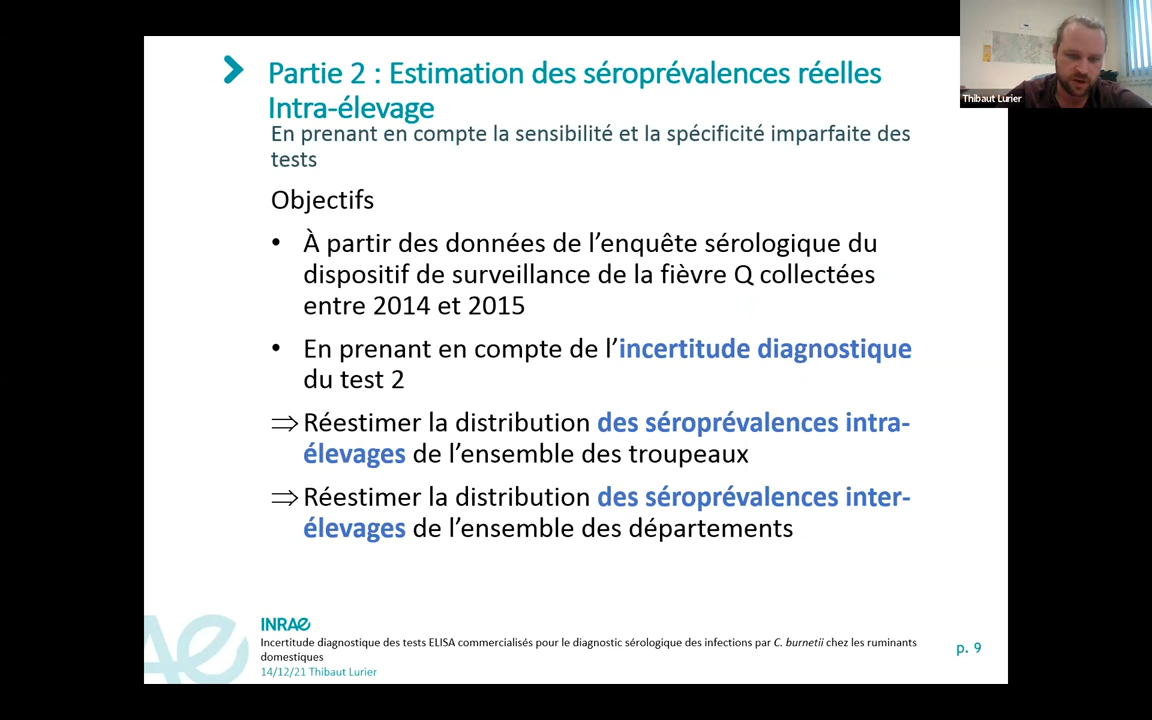 Partie 2 : Estimation des séroprévalences réelles
Intra-élevage
En prenant en compte la sensibilité et la spécificité imparfaite des
tests
Objectifs
• À partir des données de l’enquête sérologique du
dispositif de surveillance de la fièvre Q collectées
entre 2014 et 2015
• En prenant en compte de l’incertitude diagnostique
du test 2
⇒ Réestimer la distribution des séroprévalences intra-
élevages de l’ensemble des troupeaux
⇒ Réestimer la distribution des séroprévalences inter-
élevages de l’ensemble des départements
INRAE
Incertitude diagnostique des tests ELISA commercialisés pour le diagnostic sérologique des infections par C. burnetii chez les ruminants
domestiques
14/12/21 Thibaut Lurier
p. 9
Thibaut Lurier